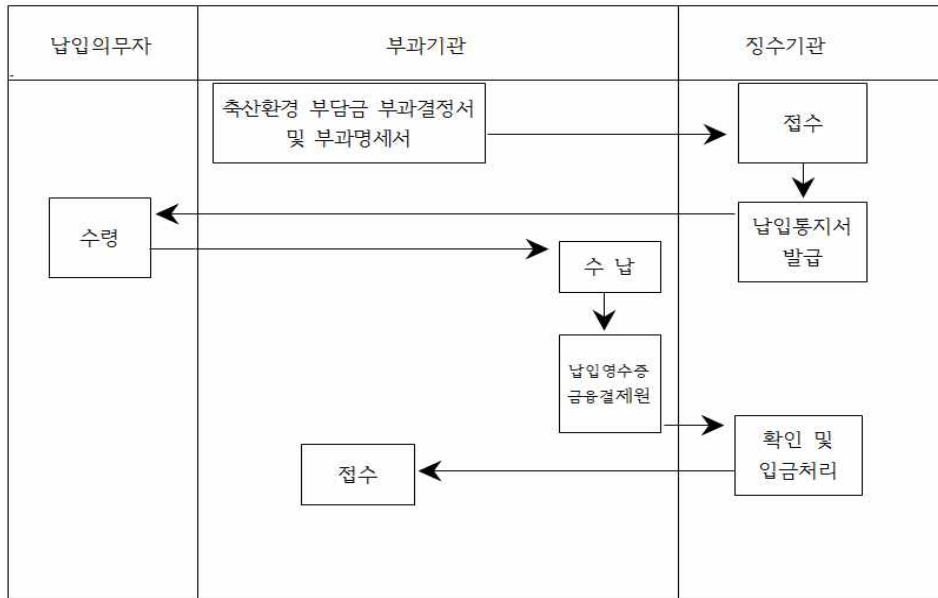 납입의무자
부과기관
징수기관
축산환경 부담금 부과결정서
및 부과명세서
접수
납입통지서
발급
수령
수 납
납입영수증
금융결제원
확인 및
입금처리
접수